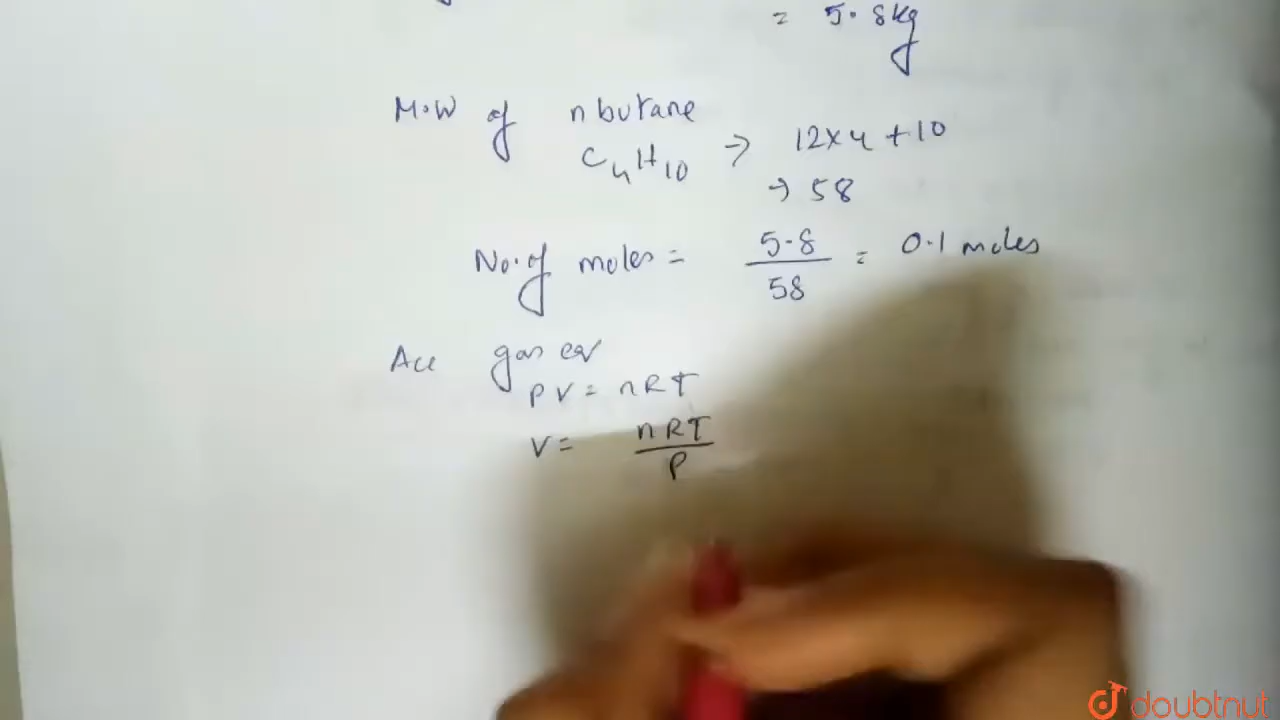 = 5.8kg
M.W of n butane
C4H10 → 12×4+10
→ 58
No. of moles = 5.8/58 = 0.1 moles
Acc gas eq
PV = nRT
V = nRT/P
doubtnut